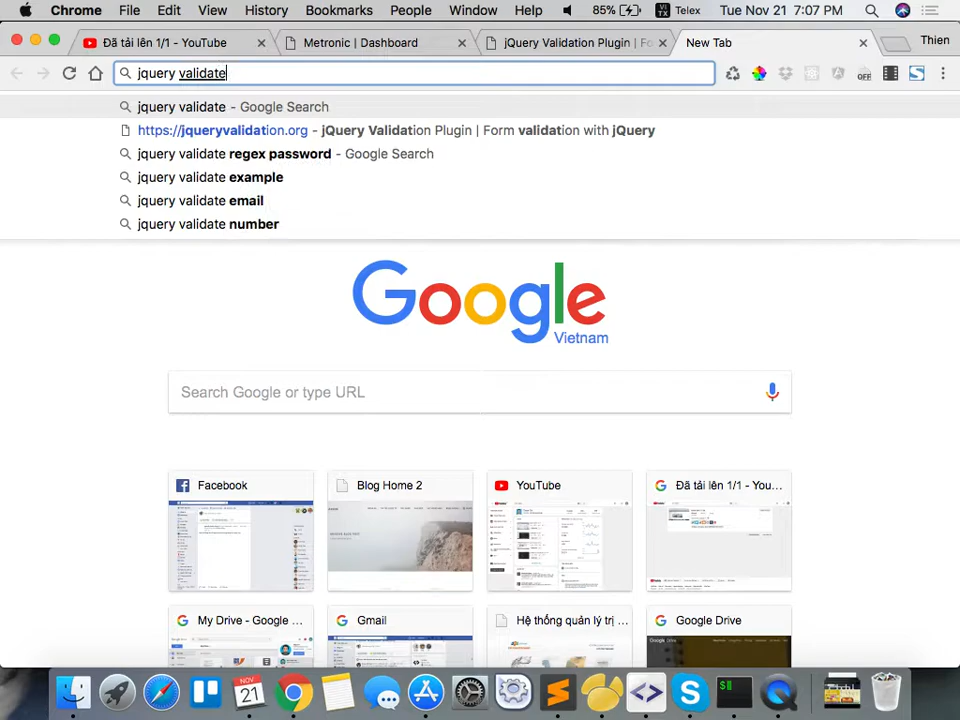 Chrome File Edit View History Bookmarks People Window Help 85% VI TX Telex Tue Nov 21 7:07 PM
Đã tải lên 1/1 - YouTube Metronic | Dashboard jQuery Validation Plugin | Fo New Tab Thien
jquery validate OFF
jquery validate - Google Search
https://jqueryvalidation.org - jQuery Validation Plugin | Form validation with jQuery
jquery validate regex password - Google Search
jquery validate example
jquery validate email
jquery validate number
Google
Vietnam
Search Google or type URL
Facebook Blog Home 2 YouTube Đã tải lên 1/1 - You...
My Drive - Google ... Gmail Hệ thống quản lý trị ... Google Drive
NOV
21